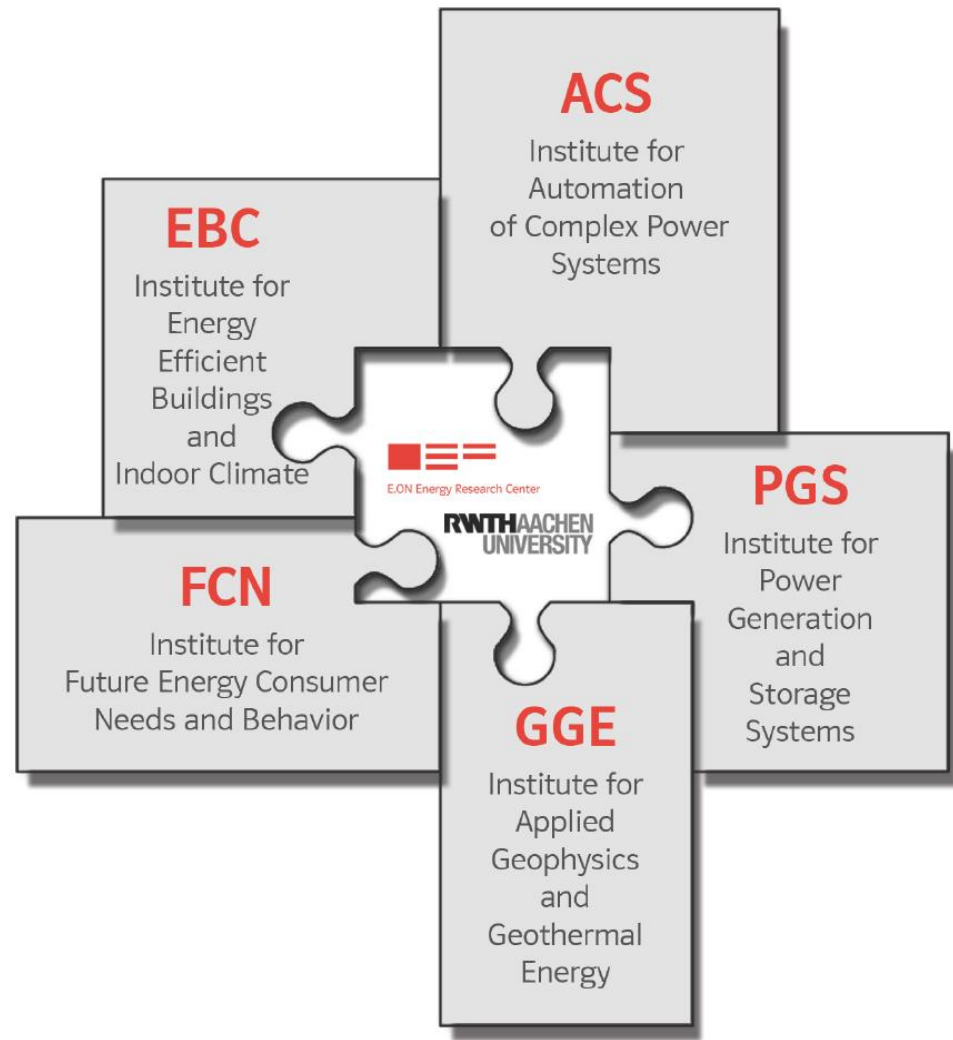 ACS
Institute for
Automation
of Complex Power
Systems
EBC
Institute for
Energy
Efficient
Buildings
and
Indoor Climate
E.ON Energy Research Center
RWTHAACHEN
UNIVERSITY
PGS
Institute for
Power
Generation
and
Storage
Systems
FCN
Institute for
Future Energy Consumer
Needs and Behavior
GGE
Institute for
Applied
Geophysics
and
Geothermal
Energy